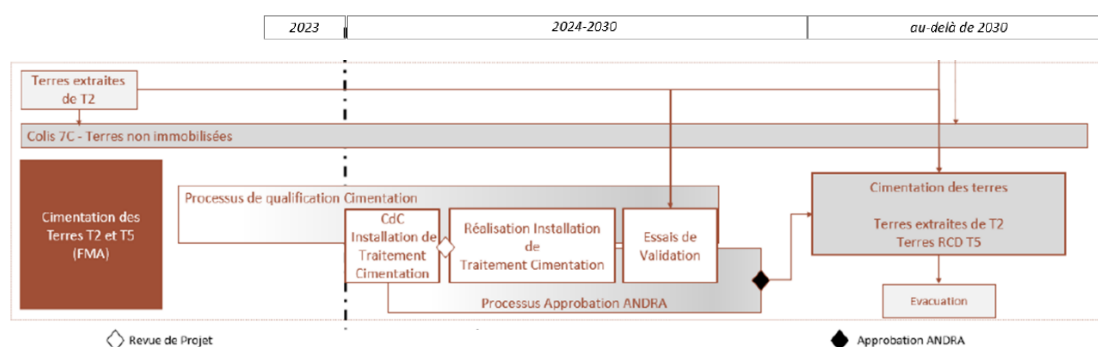 2023
2024-2030
au-delà de 2030
Terres extraites
de T2
Colis 7C - Terres non immobilisées
Cimentation des
Terres T2 et T5
(FMA)
Processus de qualification Cimentation
CdC
Installation de
Traitement
Cimentation
Réalisation Installation
de
Traitement Cimentation
Essais de
Validation
Processus Approbation ANDRA
Cimentation des terres
Terres extraites de T2
Terres RCD T5
Evacuation
Revue de Projet
Approbation ANDRA